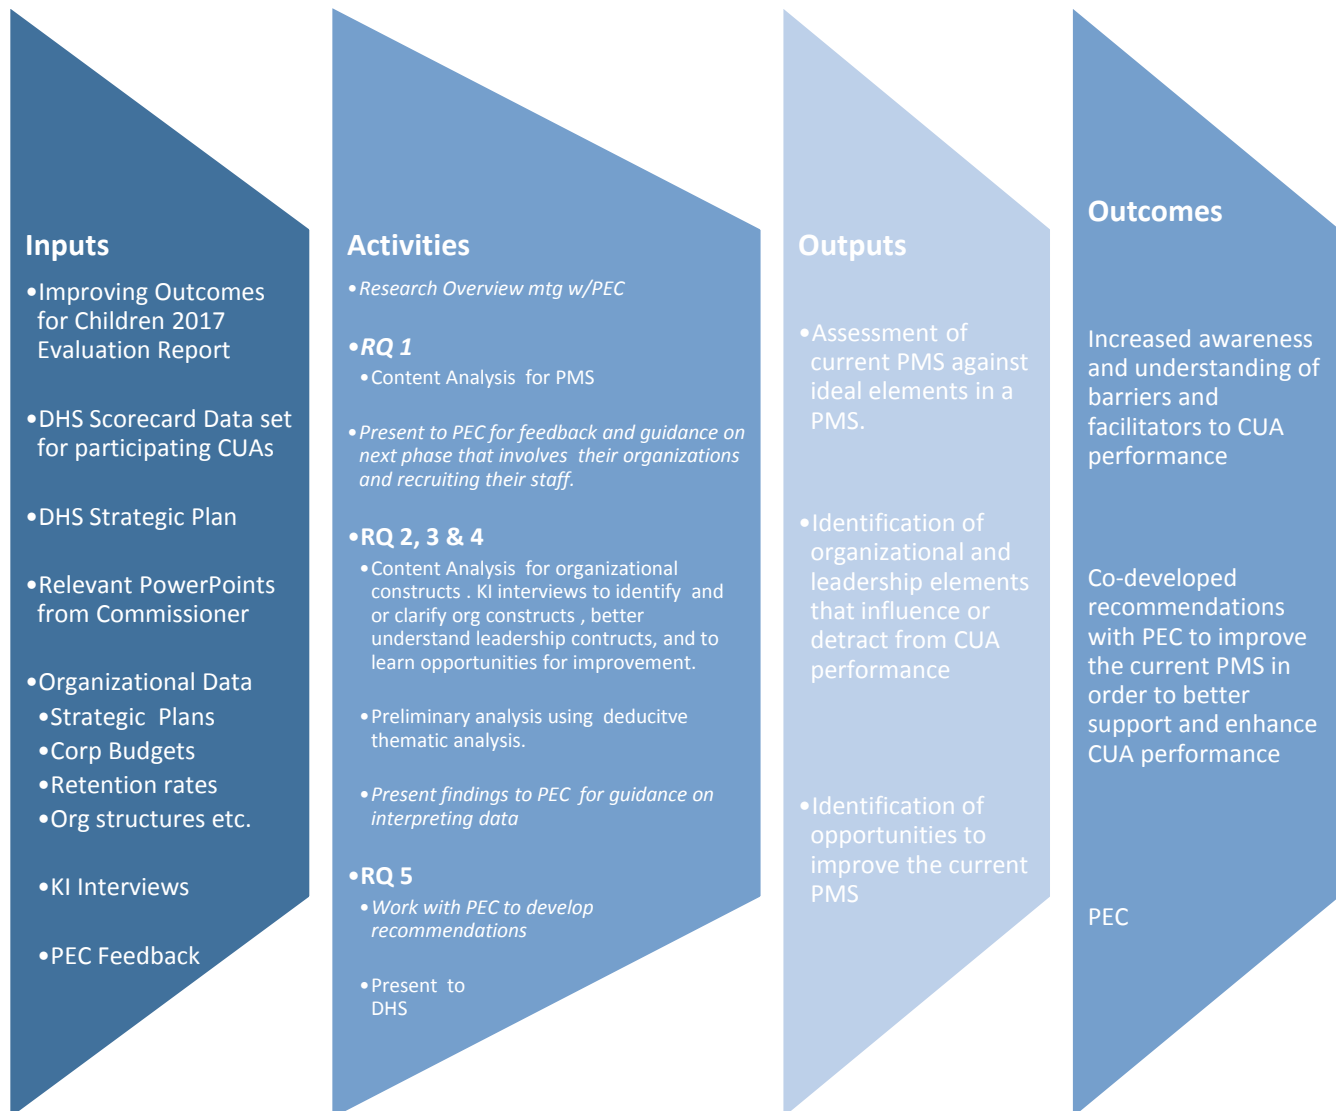 Inputs
•Improving Outcomes
for Children 2017
Evaluation Report
•DHS Scorecard Data set
for participating CUAs
•DHS Strategic Plan
•Relevant PowerPoints
from Commissioner
•Organizational Data
•Strategic Plans
•Corp Budgets
•Retention rates
•Org structures etc.
•KI Interviews
•PEC Feedback
Activities
•Research Overview mtg w/PEC
•RQ 1
•Content Analysis for PMS
•Present to PEC for feedback and guidance on
next phase that involves their organizations
and recruiting their staff.
•RQ 2, 3 & 4
•Content Analysis for organizational
constructs . KI interviews to identify and
or clarify org constructs , better
understand leadership contructs, and to
learn opportunities for improvement.
•Preliminary analysis using deducitve
thematic analysis.
•Present findings to PEC for guidance on
interpreting data
•RQ 5
•Work with PEC to develop
recommendations
•Present to
DHS
Outputs
•Assessment of
current PMS against
ideal elements in a
PMS.
•Identification of
organizational and
leadership elements
that influence or
detract from CUA
performance
•Identification of
opportunities to
improve the current
PMS
Outcomes
Increased awareness
and understanding of
barriers and
facilitators to CUA
performance
Co-developed
recommendations
with PEC to improve
the current PMS in
order to better
support and enhance
CUA performance
PEC